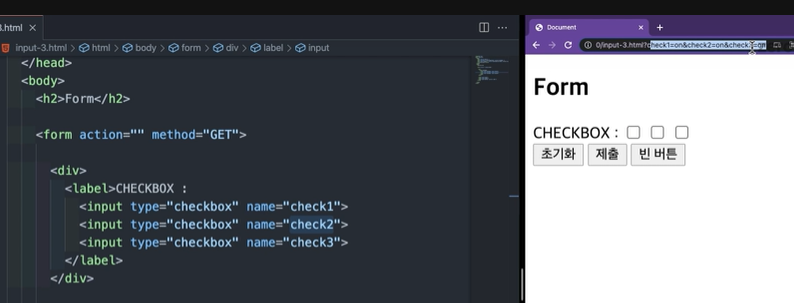 3.html ×
input-3.html > html > body > form > div > label > input
</head>
<body>
<h2>Form</h2>
<form action="" method="GET">
<div>
<label>CHECKBOX :
<input type="checkbox" name="check1">
<input type="checkbox" name="check2">
<input type="checkbox" name="check3">
</label>
</div>
Document × +
0/input-3.html?check1=on&check2=on&check3=on
Form
CHECKBOX :
초기화 제출 빈 버튼